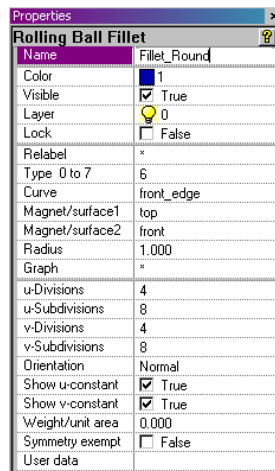 Properties
Rolling Ball Fillet
Name Fillet_Round
Color 1
Visible True
Layer 0
Lock False
Relabel *
Type 0 to 7 6
Curve front_edge
Magnet/surface1 top
Magnet/surface2 front
Radius 1.000
Graph *
u-Divisions 4
u-Subdivisions 8
v-Divisions 4
v-Subdivisions 8
Orientation Normal
Show u-constant True
Show v-constant True
Weight/unit area 0.000
Symmetry exempt False
User data